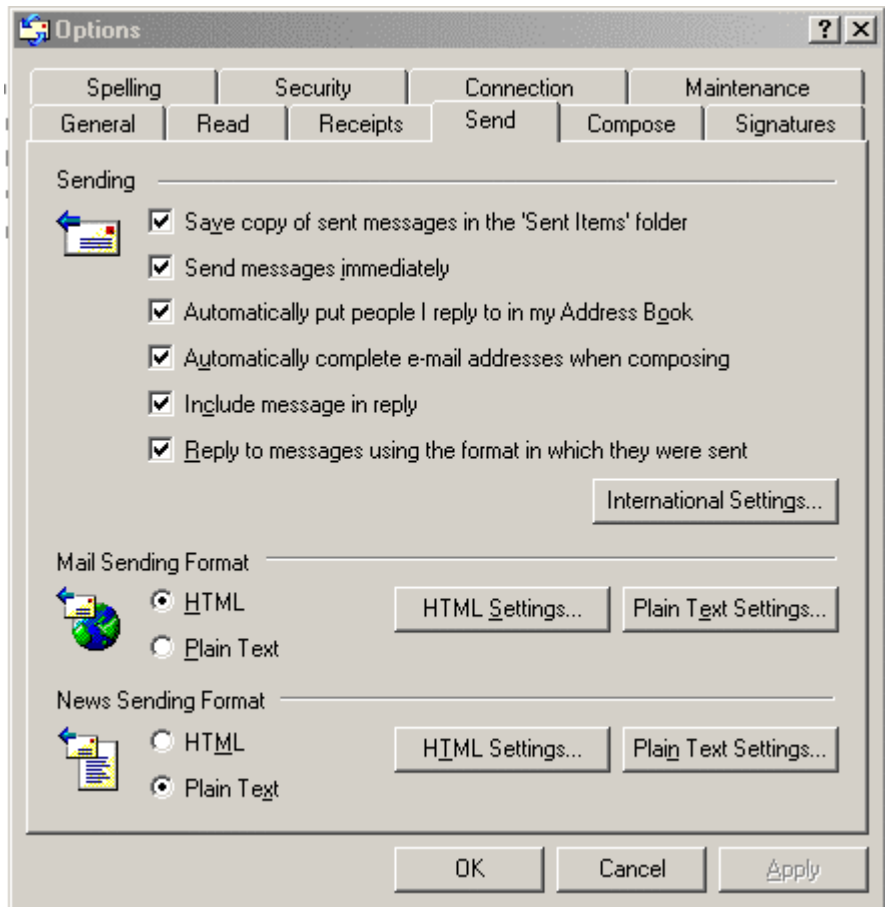 Options
Spelling Security Connection Maintenance
General Read Receipts Send Compose Signatures
Sending
Save copy of sent messages in the 'Sent Items' folder
Send messages immediately
Automatically put people I reply to in my Address Book
Automatically complete e-mail addresses when composing
Include message in reply
Reply to messages using the format in which they were sent
International Settings...
Mail Sending Format
HTML HTML Settings... Plain Text Settings...
Plain Text
News Sending Format
HTML HTML Settings... Plain Text Settings...
Plain Text
OK Cancel Apply